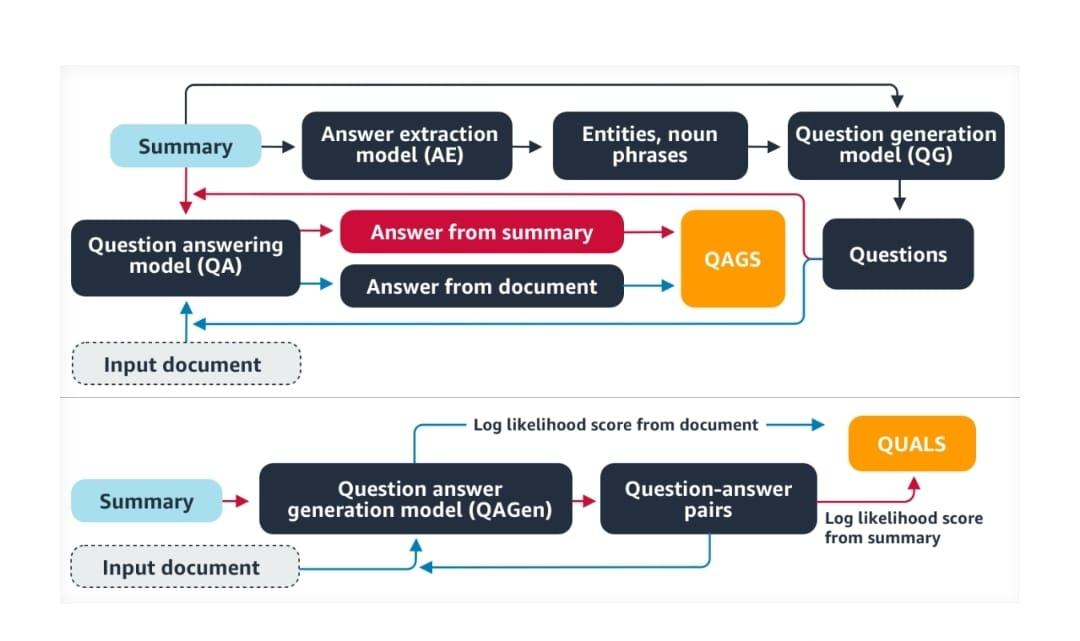 Summary
Answer extraction
model (AE)
Entities, noun
phrases
Question generation
model (QG)
Question answering
model (QA)
Answer from summary
Answer from document
QAGS
Questions
Input document
Log likelihood score from document
QUALS
Summary
Question answer
generation model (QAGen)
Question-answer
pairs
Log likelihood score
from summary
Input document